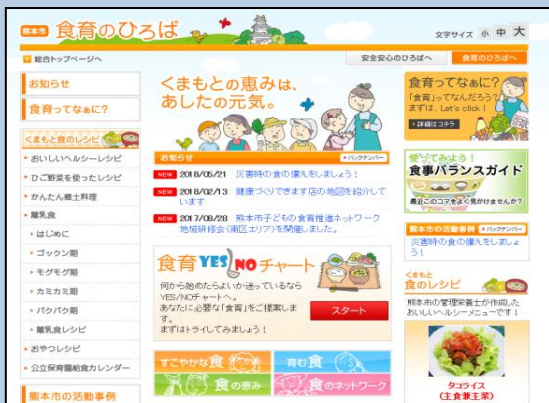 熊本市 食育のひろば
文字サイズ 小 中 大
総合トップページへ
安全安心のひろばへ
食育のひろばへ
お知らせ
食育ってなぁに?
くまもと食のレシピ
おいしいヘルシーレシピ
ひご野菜を使ったレシピ
かんたん郷土料理
離乳食
はじめに
ゴックン期
モグモグ期
カミカミ期
パクパク期
離乳食レシピ
おやつレシピ
公立保育園給食カレンダー
熊本市の活動事例
くまもとの恵みは、
あしたの元気。
お知らせ
バックナンバー
NEW 2018/05/21 災害時の食の備えをしましょう!
NEW 2018/02/13 健康づくりできます店の地図を紹介して
います
NEW 2017/08/28 熊本市子どもの食育推進ネットワーク
地域研修会(南区エリア)を開催しました。
食育YES/NOチャート
何から始めたらよいか迷っているなら
YES/NOチャートへ。
あなたに必要な「食育」をご提案しま
す。
まずはトライしてみましょう!
スタート
すこやかな食
育む食
食の恵み
食のネットワーク
食育ってなあに?
「食育」ってなんだろう?
まずは、Let's click!
詳細はコチラ
使ってみよう!
食事バランスガイド
最近このコマをよく見かけませんか?
熊本市の活動事例
バックナンバー
災害時の食の備えをしましょ
う!
くまもと
食のレシピ
熊本市の管理栄養士が作成した
おいしいヘルシーメニューです!
タコライス
(主食兼主菜)